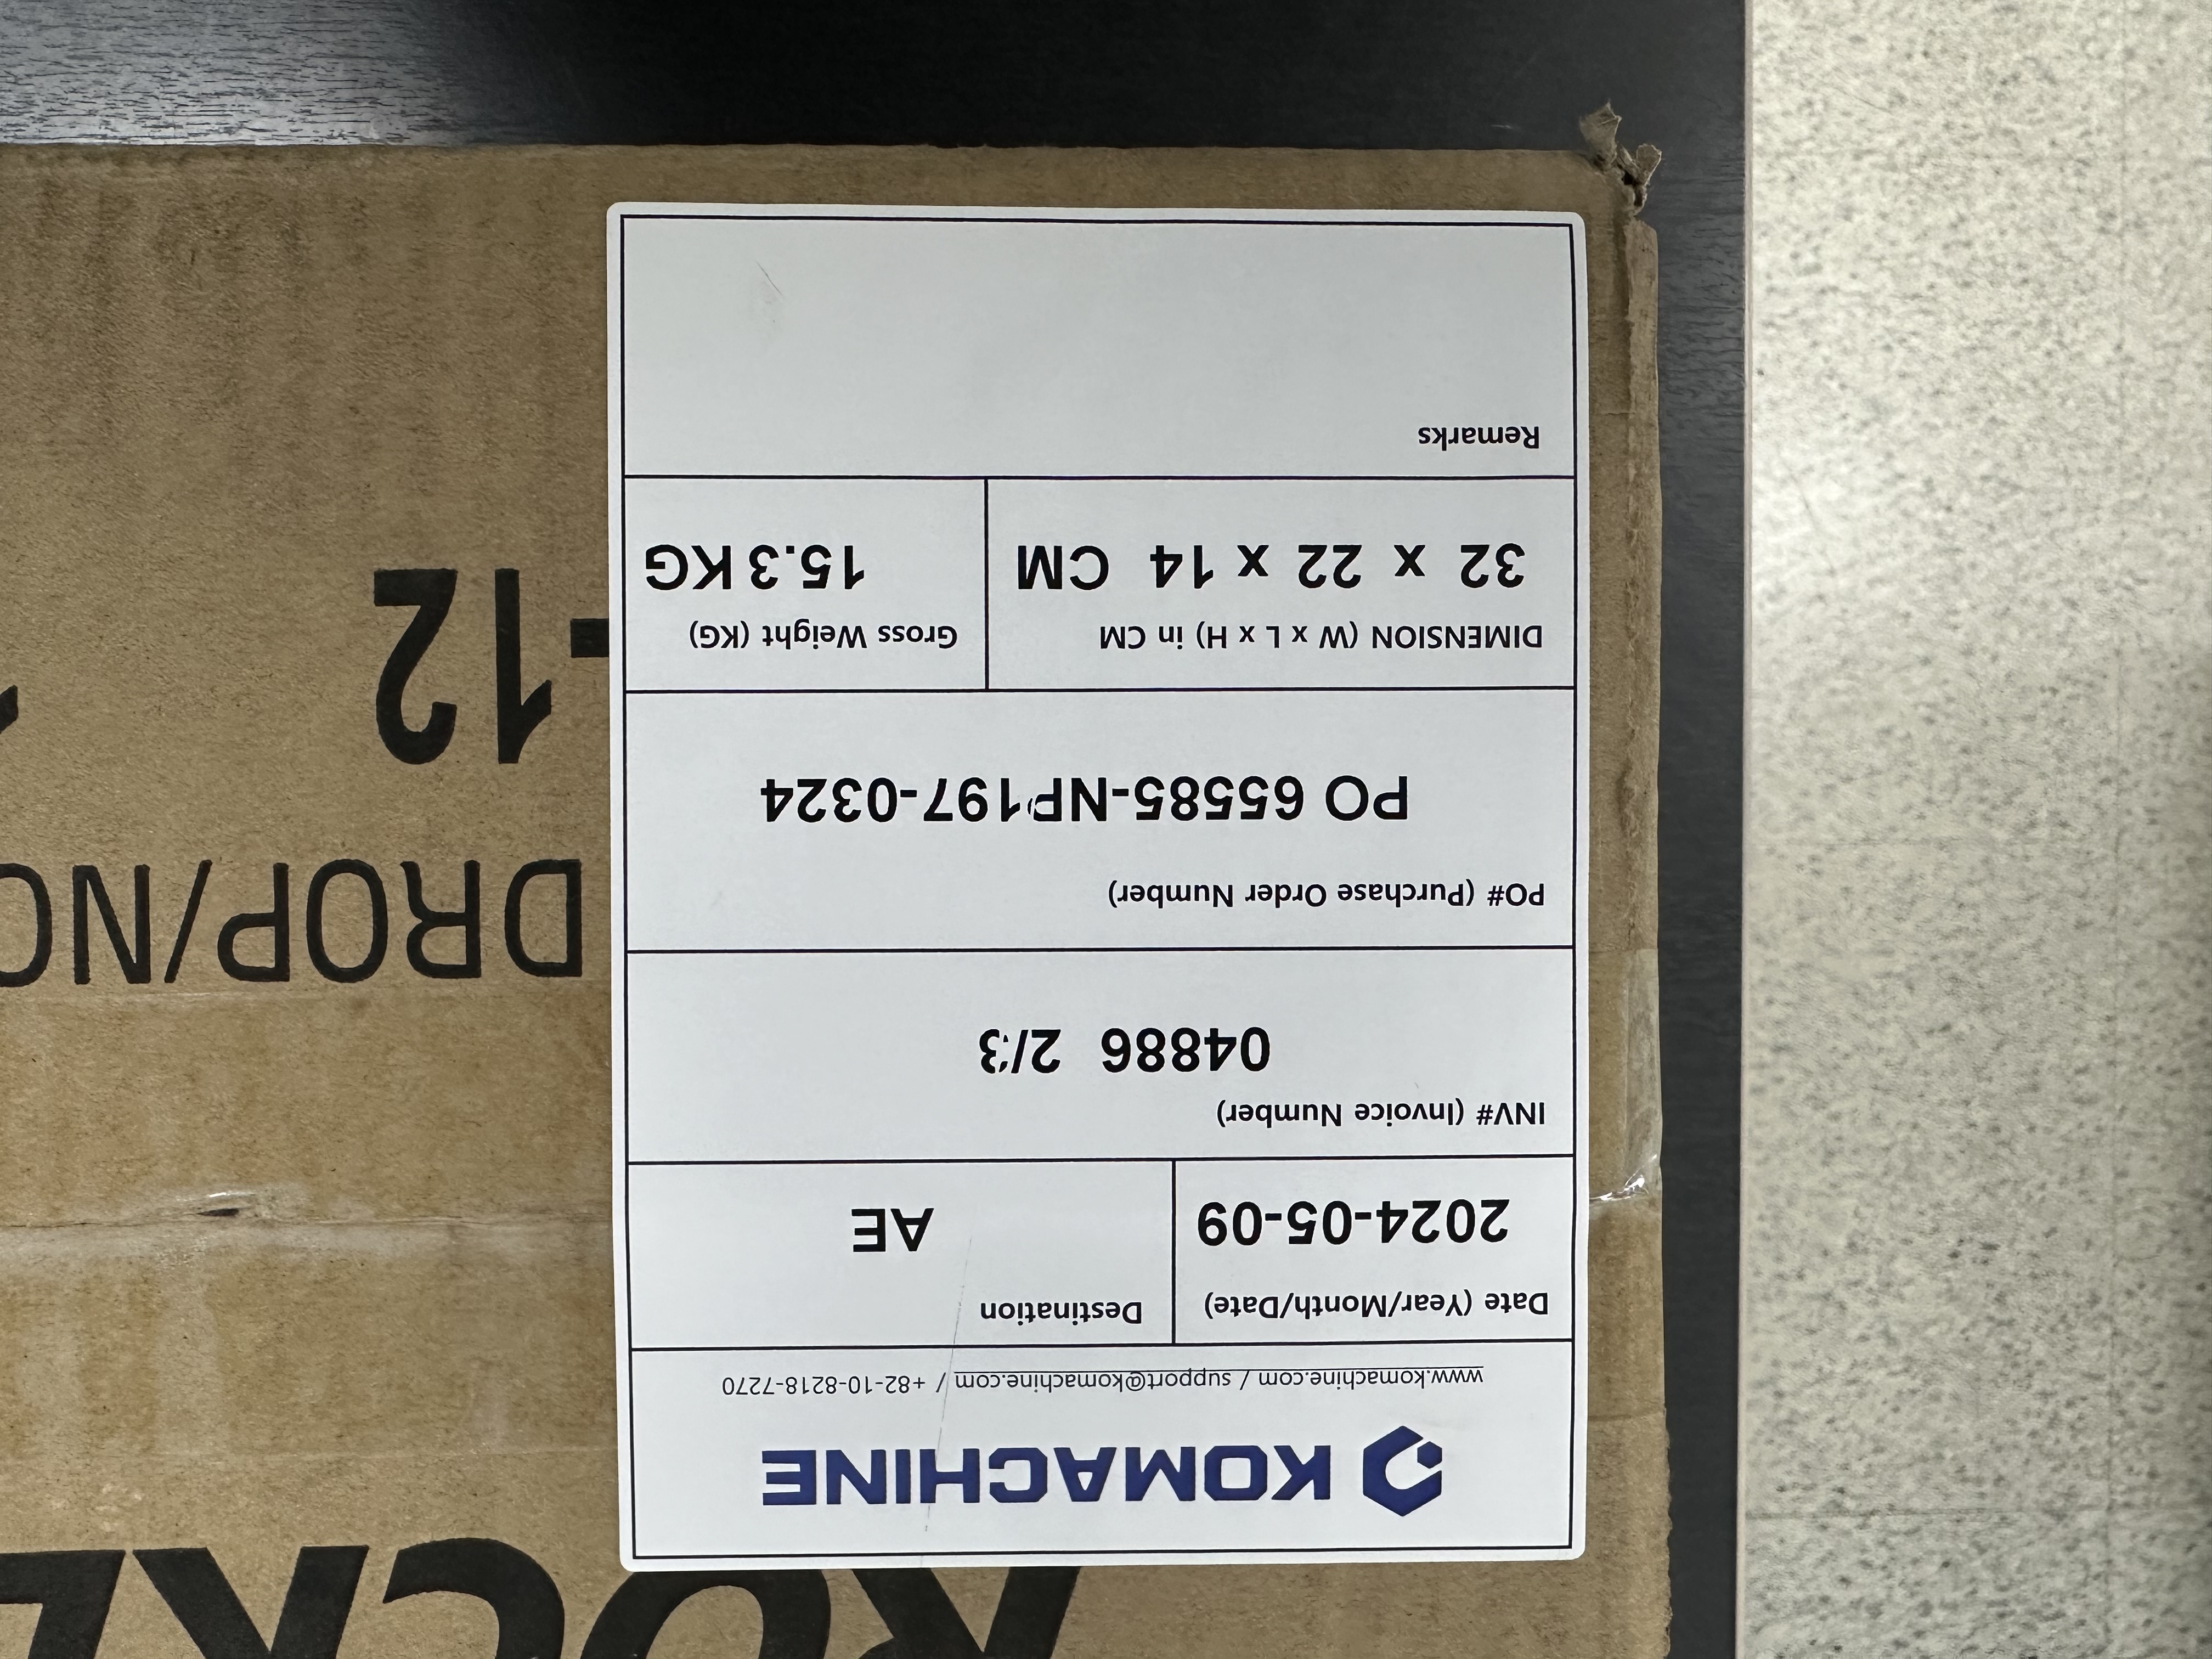 KOMACHINE
www.komachine.com / support@komachine.com / +82-10-8218-7270
Date (Year/Month/Date)
2024-05-09
Destination
AE
INV# (Invoice Number)
04886 2/3
PO# (Purchase Order Number)
PO 65585-NP197-0324
DIMENSION (W x L x H) in CM
32 x 22 x 14 CM
Gross Weight (KG)
15.3 KG
Remarks
DROP/NO
-12